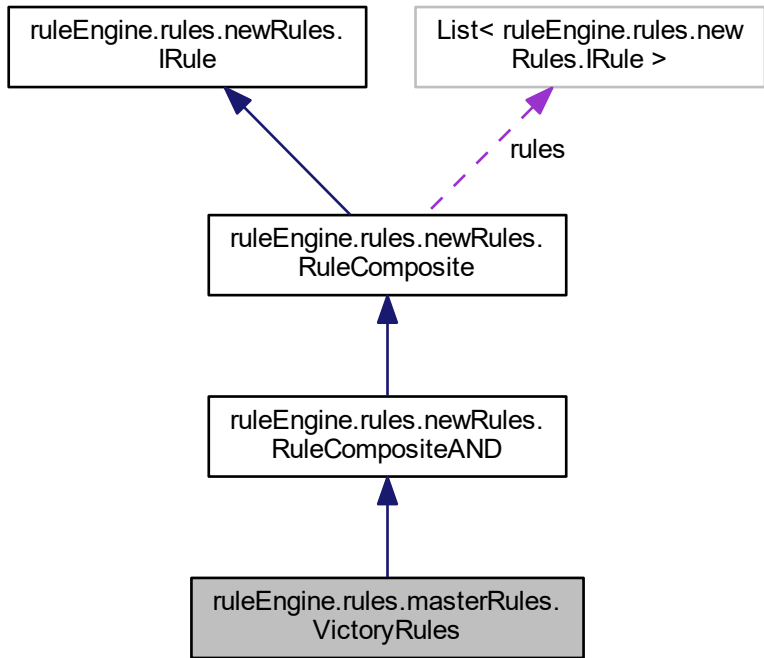 ruleEngine.rules.newRules.
IRule
List< ruleEngine.rules.new
Rules.IRule >
rules
ruleEngine.rules.newRules.
RuleComposite
ruleEngine.rules.newRules.
RuleCompositeAND
ruleEngine.rules.masterRules.
VictoryRules